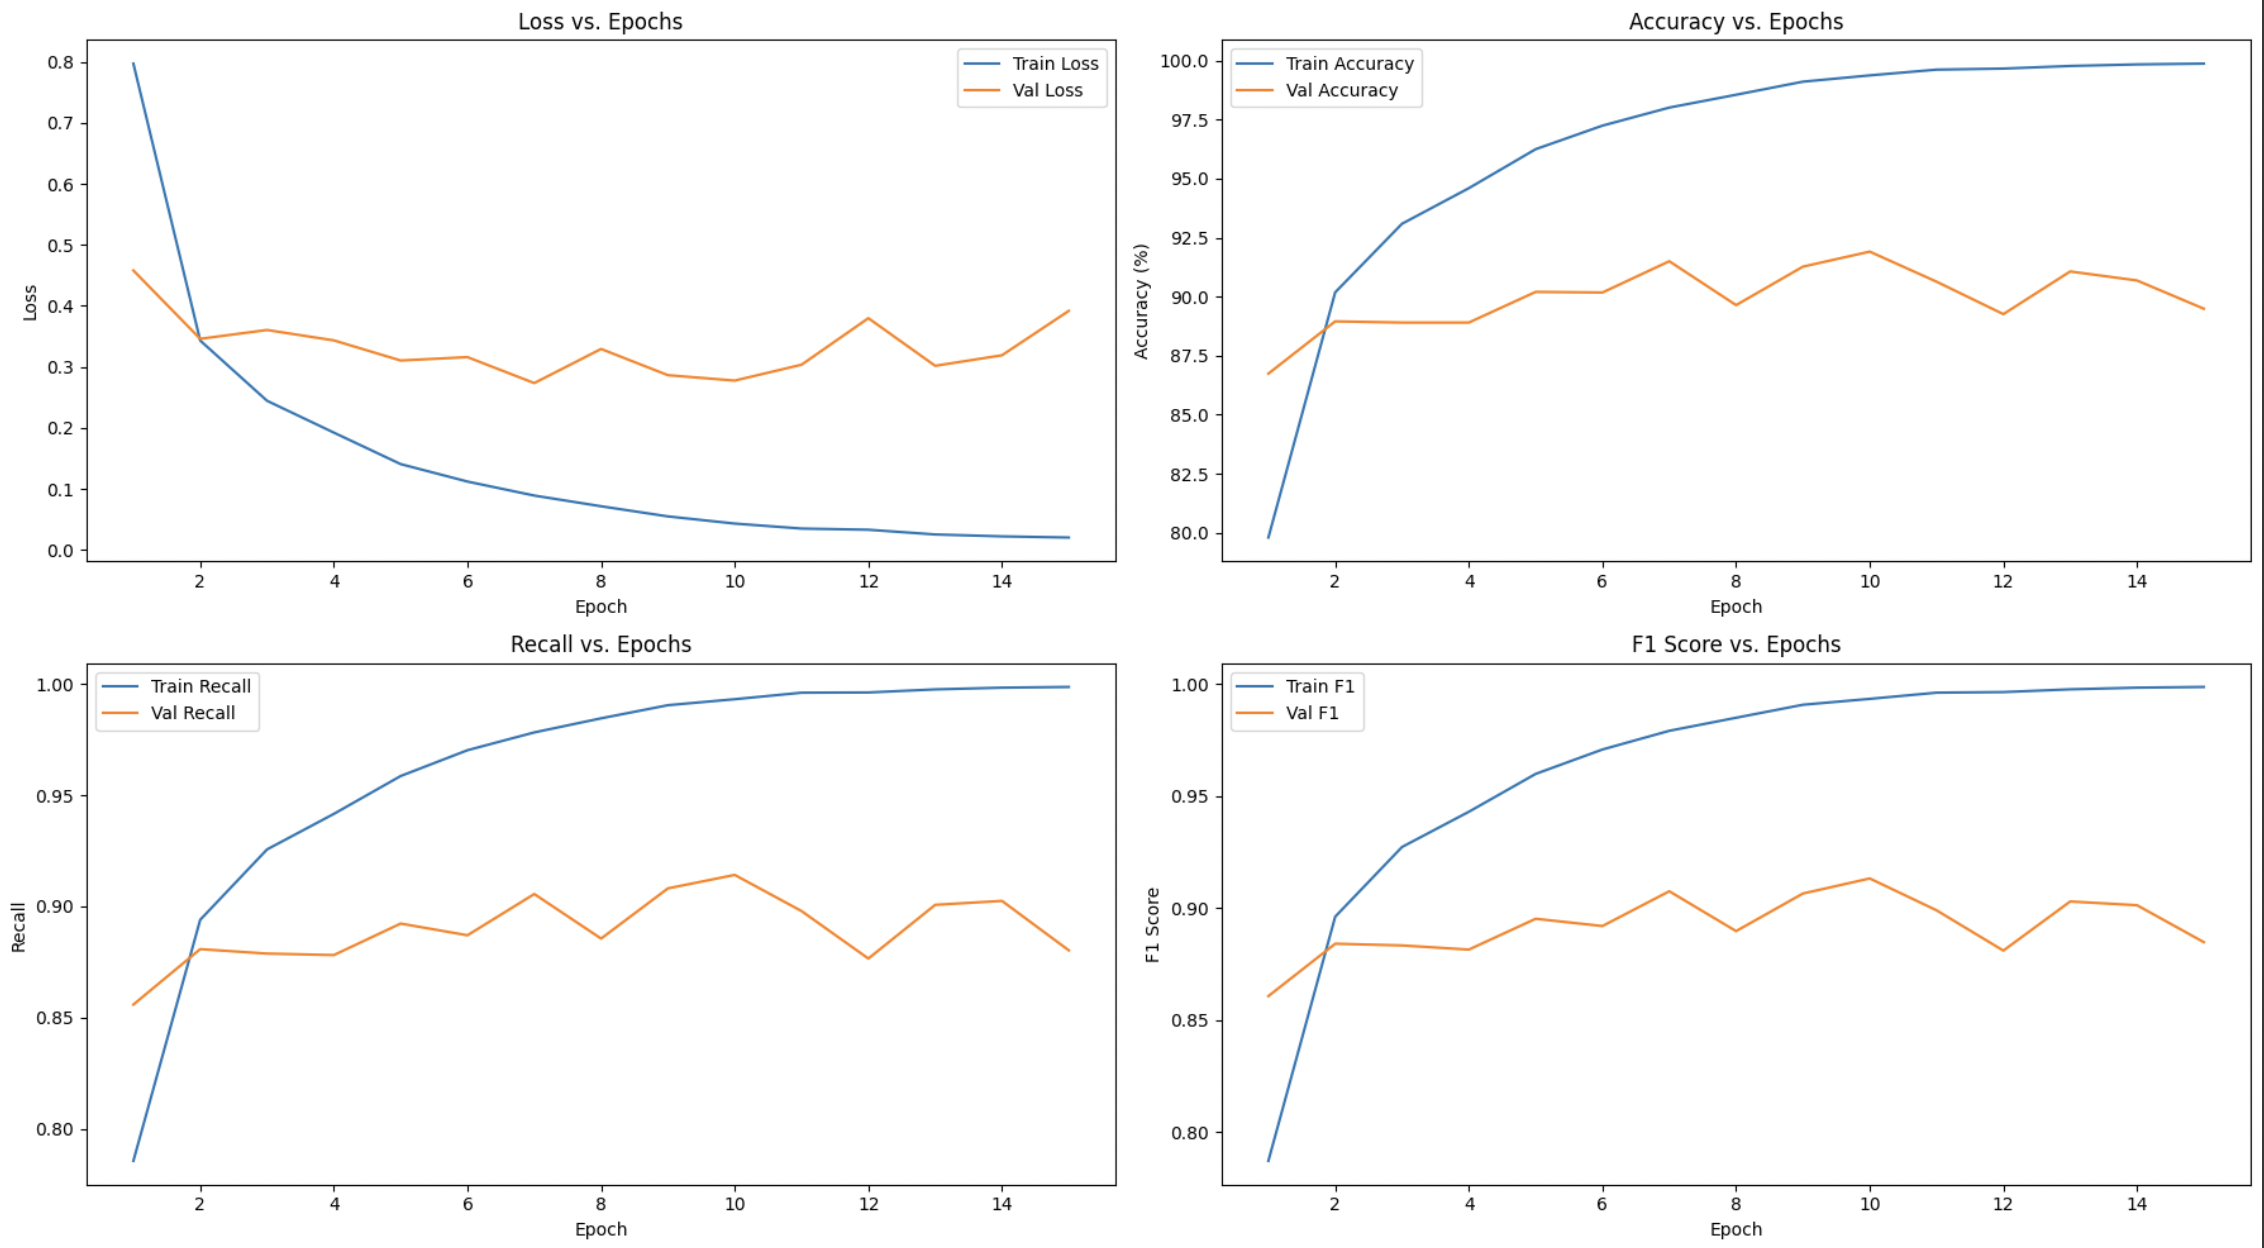 Loss vs. Epochs
0.8
0.7
0.6
0.5
0.4
0.3
0.2
0.1
0.0
Loss
Train Loss
Val Loss
2 4 6 8 10 12 14
Epoch
Accuracy vs. Epochs
100.0
97.5
95.0
92.5
90.0
87.5
85.0
82.5
80.0
Accuracy (%)
Train Accuracy
Val Accuracy
2 4 6 8 10 12 14
Epoch
Recall vs. Epochs
1.00
0.95
0.90
0.85
0.80
Recall
Train Recall
Val Recall
2 4 6 8 10 12 14
Epoch
F1 Score vs. Epochs
1.00
0.95
0.90
0.85
0.80
F1 Score
Train F1
Val F1
2 4 6 8 10 12 14
Epoch